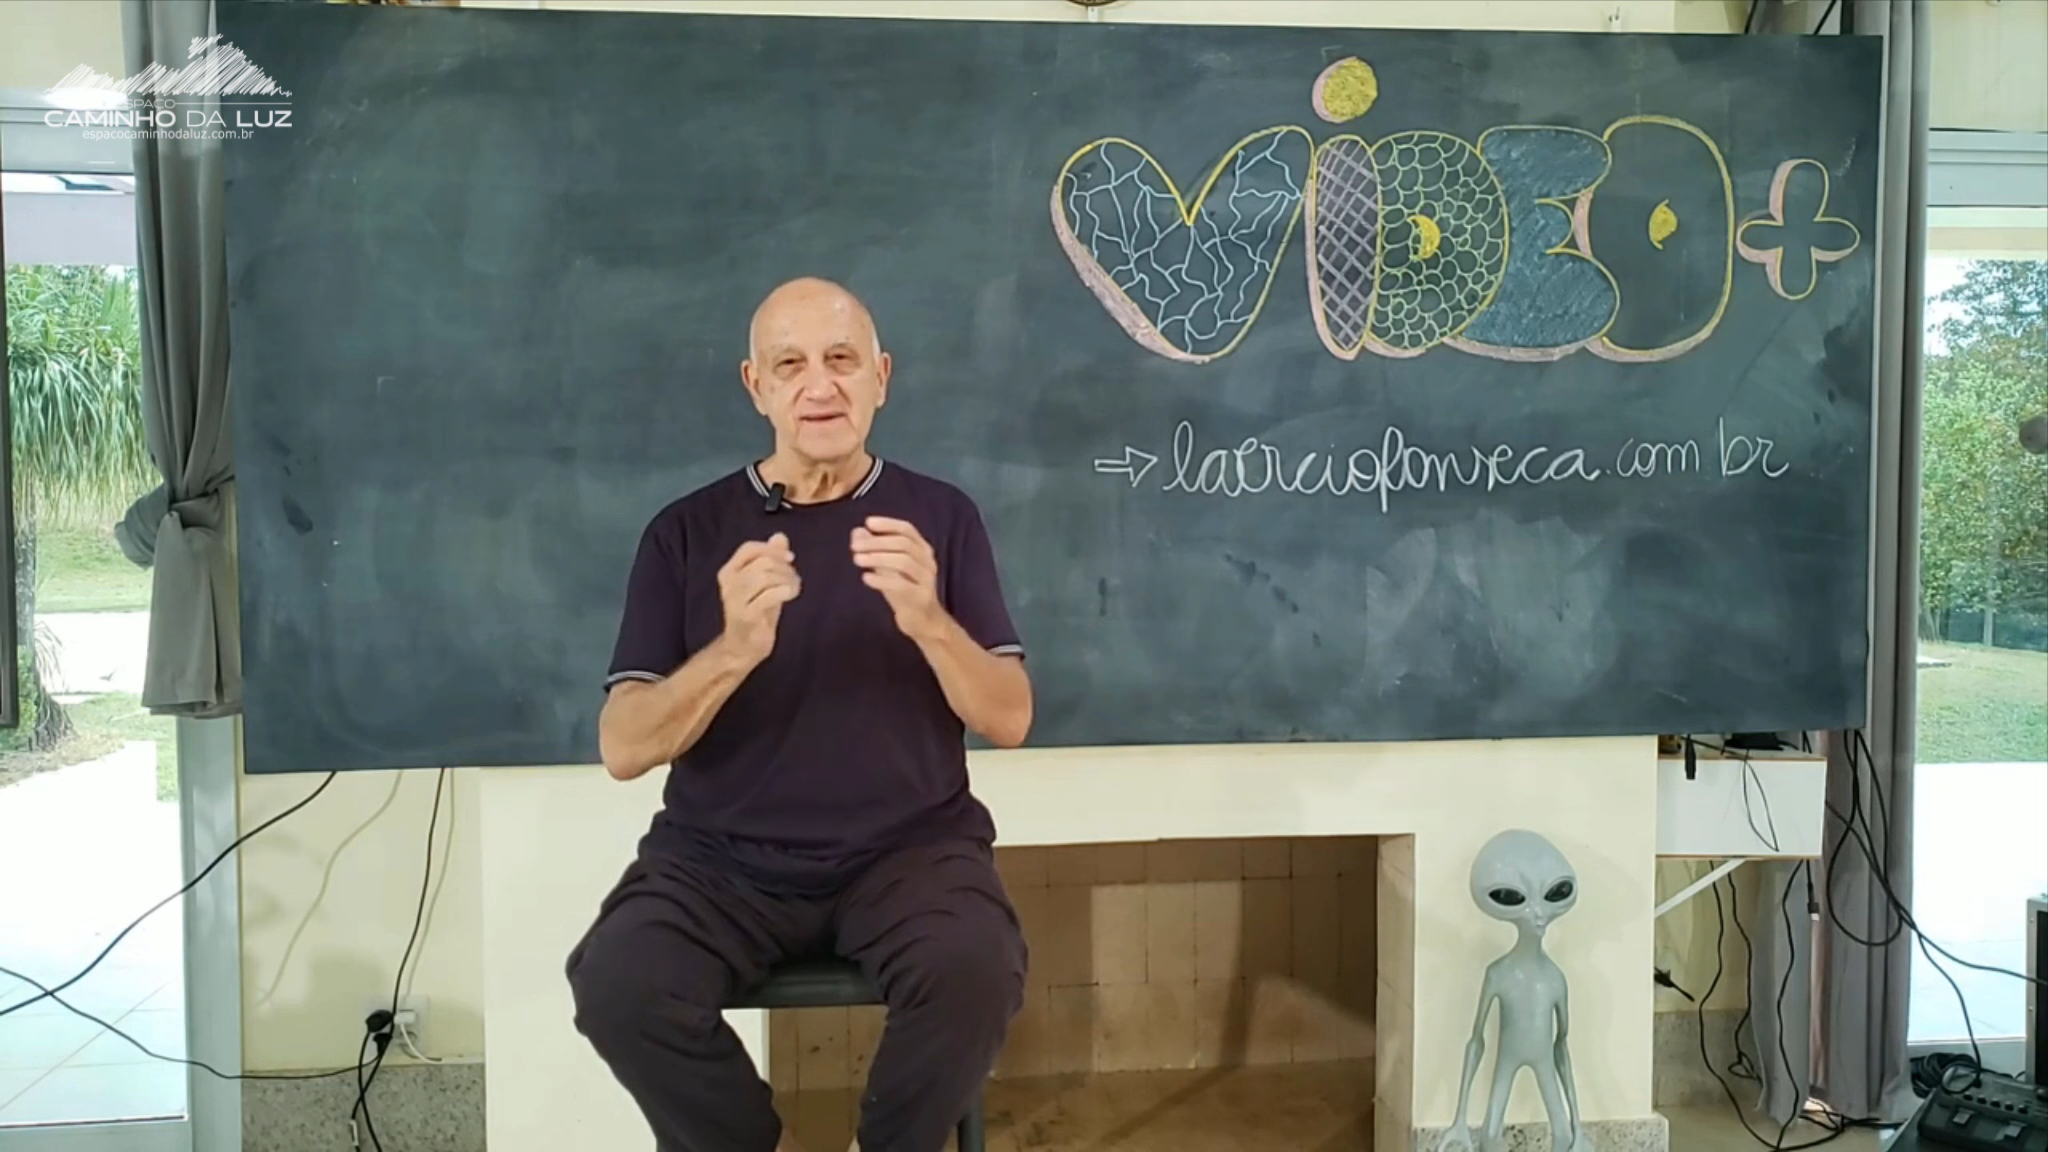 ESPAÇO
CAMINHO DA LUZ
espacocaminhodaluz.com.br
VIDEO+
⇨ laerciofonseca.com br